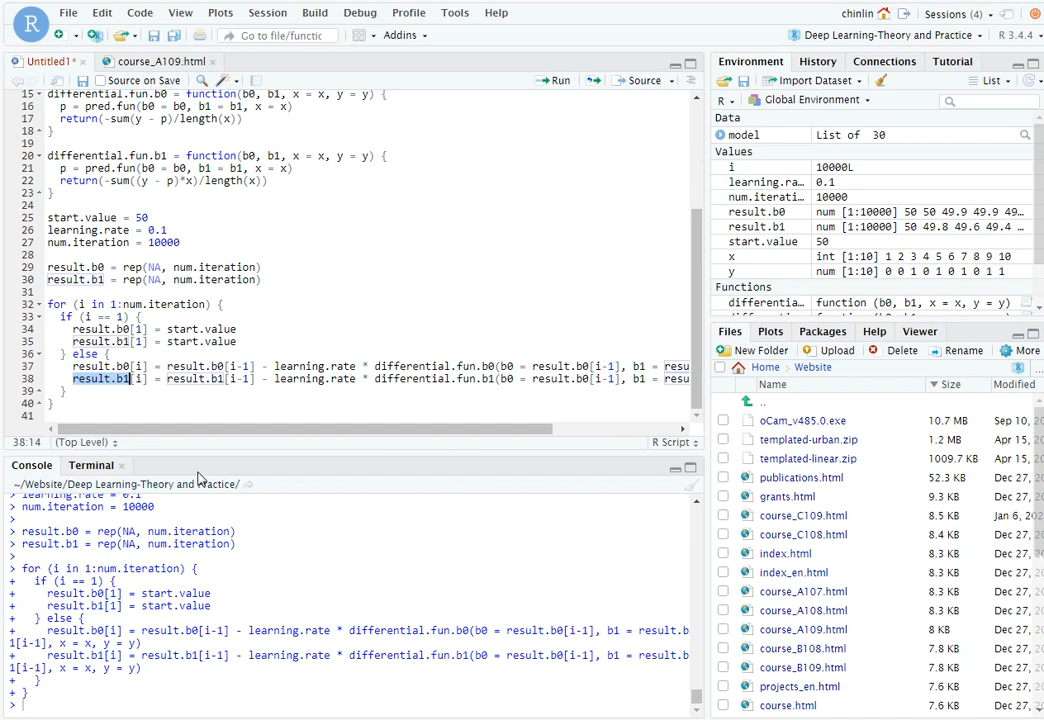 R File Edit Code View Plots Session Build Debug Profile Tools Help chinlin Sessions (4)
Go to file/functic Addins Deep Learning-Theory and Practice R 3.4.4
Untitled1* course_A109.html
Source on Save Run Source
15 differential.fun.b0 = function(b0, b1, x = x, y = y) {
16 p = pred.fun(b0 = b0, b1 = b1, x = x)
17 return(-sum(y - p)/length(x))
18 }
19
20 differential.fun.b1 = function(b0, b1, x = x, y = y) {
21 p = pred.fun(b0 = b0, b1 = b1, x = x)
22 return(-sum((y - p)*x)/length(x))
23 }
24
25 start.value = 50
26 learning.rate = 0.1
27 num.iteration = 10000
28
29 result.b0 = rep(NA, num.iteration)
30 result.b1 = rep(NA, num.iteration)
31
32 for (i in 1:num.iteration) {
33 if (i == 1) {
34 result.b0[1] = start.value
35 result.b1[1] = start.value
36 } else {
37 result.b0[i] = result.b0[i-1] - learning.rate * differential.fun.b0(b0 = result.b0[i-1], b1 = resu
38 result.b1[i] = result.b1[i-1] - learning.rate * differential.fun.b1(b0 = result.b0[i-1], b1 = resu
39 }
40 }
41
38:14 (Top Level) R Script
Console Terminal
~/Website/Deep Learning-Theory and Practice/
> learning.rate = 0.1
> num.iteration = 10000
>
> result.b0 = rep(NA, num.iteration)
> result.b1 = rep(NA, num.iteration)
>
> for (i in 1:num.iteration) {
+ if (i == 1) {
+ result.b0[1] = start.value
+ result.b1[1] = start.value
+ } else {
+ result.b0[i] = result.b0[i-1] - learning.rate * differential.fun.b0(b0 = result.b0[i-1], b1 = result.b
1[i-1], x = x, y = y)
+ result.b1[i] = result.b1[i-1] - learning.rate * differential.fun.b1(b0 = result.b0[i-1], b1 = result.b
1[i-1], x = x, y = y)
+ }
+ }
>
Environment History Connections Tutorial
Import Dataset List
R Global Environment
Data
model List of 30
Values
i 10000L
learning.ra… 0.1
num.iterati… 10000
result.b0 num [1:10000] 50 50 49.9 49.9 49…
result.b1 num [1:10000] 50 49.8 49.6 49.4 …
start.value 50
x int [1:10] 1 2 3 4 5 6 7 8 9 10
y num [1:10] 0 0 1 0 1 0 1 0 1 1
Functions
differentia… function (b0, b1, x = x, y = y)
Files Plots Packages Help Viewer
New Folder Upload Delete Rename More
Home Website ...
Name Size Modified
..
oCam_v485.0.exe 10.7 MB Sep 10, 20
templated-urban.zip 1.2 MB Apr 15, 20
templated-linear.zip 1009.7 KB Apr 15, 20
publications.html 52.3 KB Dec 27, 20
grants.html 9.3 KB Dec 27, 20
course_C109.html 8.5 KB Jan 6, 202
course_C108.html 8.4 KB Dec 27, 20
index.html 8.3 KB Dec 27, 20
index_en.html 8.3 KB Dec 27, 20
course_A107.html 8.3 KB Dec 27, 20
course_A108.html 8.3 KB Dec 27, 20
course_A109.html 8 KB Dec 27, 20
course_B108.html 7.8 KB Dec 27, 20
course_B109.html 7.8 KB Dec 27, 20
projects_en.html 7.6 KB Dec 27, 20
course.html 7.6 KB Dec 27, 20